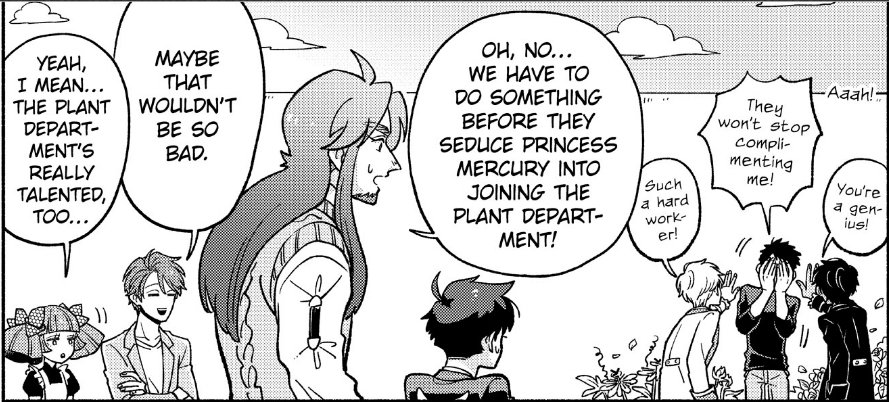 YEAH,
I MEAN...
THE PLANT
DEPART-
MENT'S
REALLY
TALENTED,
TOO...
MAYBE
THAT
WOULDN'T
BE SO
BAD.
OH, NO...
WE HAVE TO
DO SOMETHING
BEFORE THEY
SEDUCE PRINCESS
MERCURY INTO
JOINING THE
PLANT DEPART-
MENT!
Such
a hard
work-
er!
They
won't stop
compli-
menting
me!
Aaah!
You're
a gen-
ius!